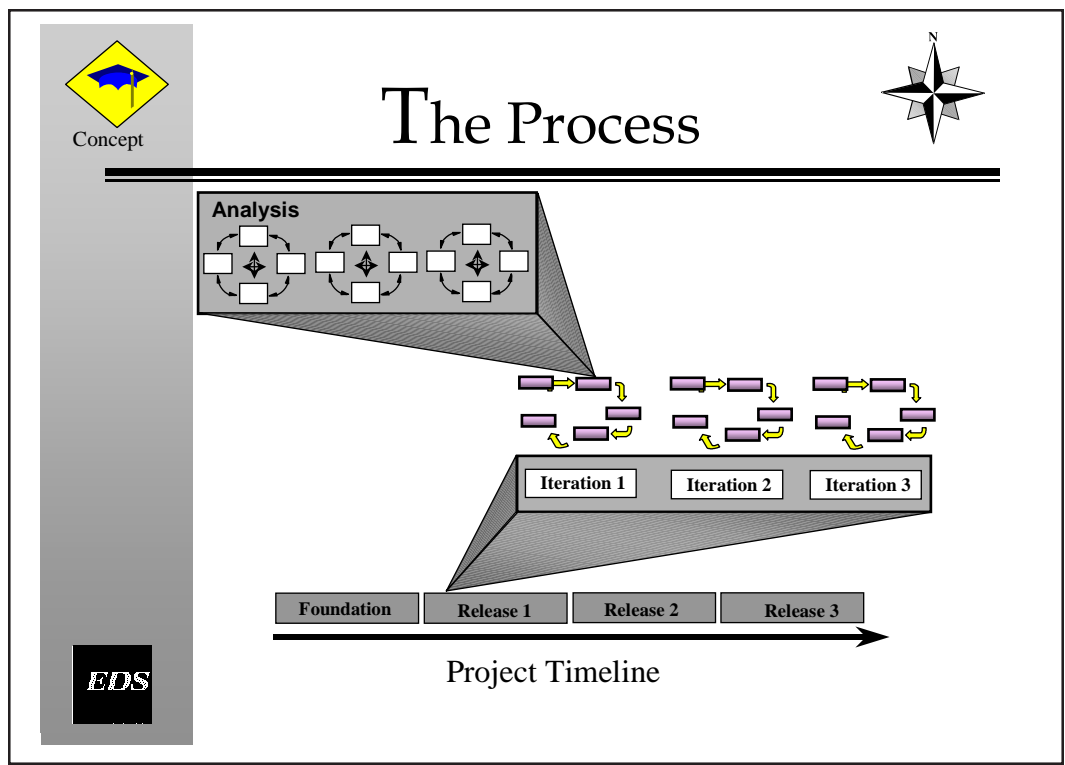 N
Concept
The Process
Analysis
Iteration 1
Iteration 2
Iteration 3
Foundation
Release 1
Release 2
Release 3
Project Timeline
EDS